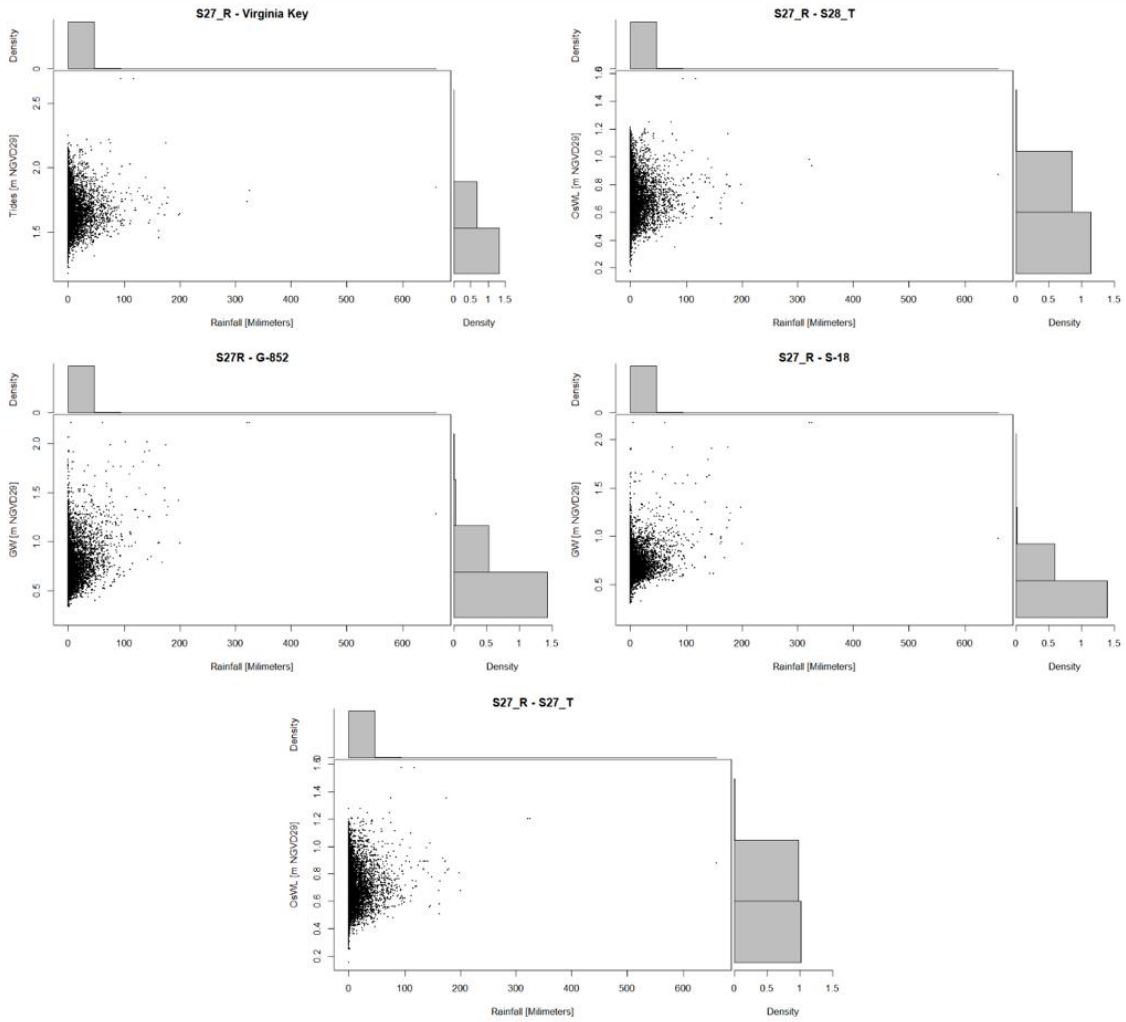 S27_R - Virginia Key
Density
0
Tides [m NGVD29]
2.5
2.0
1.5
0 100 200 300 400 500 600
Rainfall [Milimeters]
0 0.5 1 1.5
Density
S27_R - S28_T
Density
1.6
OsWL [m NGVD29]
1.4
1.2
1.0
0.8
0.6
0.4
0.2
0 100 200 300 400 500 600
Rainfall [Milimeters]
0 0.5 1 1.5
Density
S27R - G-852
Density
0
GW [m NGVD29]
2.0
1.5
1.0
0.5
0 100 200 300 400 500 600
Rainfall [Milimeters]
0 0.5 1 1.5
Density
S27_R - S-18
Density
0
GW [m NGVD29]
2.0
1.5
1.0
0.5
0 100 200 300 400 500 600
Rainfall [Milimeters]
0 0.5 1 1.5
Density
S27_R - S27_T
Density
1.6
OsWL [m NGVD29]
1.4
1.2
1.0
0.8
0.6
0.4
0.2
0 100 200 300 400 500 600
Rainfall [Milimeters]
0 0.5 1 1.5
Density